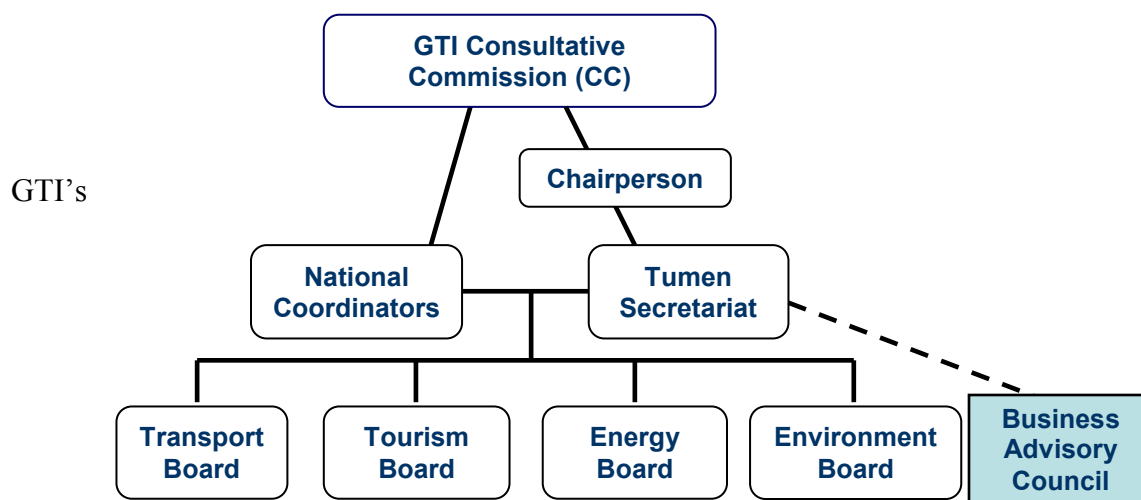 GTI Consultative
Commission (CC)
Chairperson
GTI’s
National
Coordinators
Tumen
Secretariat
Transport
Board
Tourism
Board
Energy
Board
Environment
Board
Business
Advisory
Council